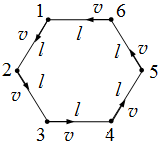 1 v 6
v l l l v
2 5
v l l v
3 l 4
v v